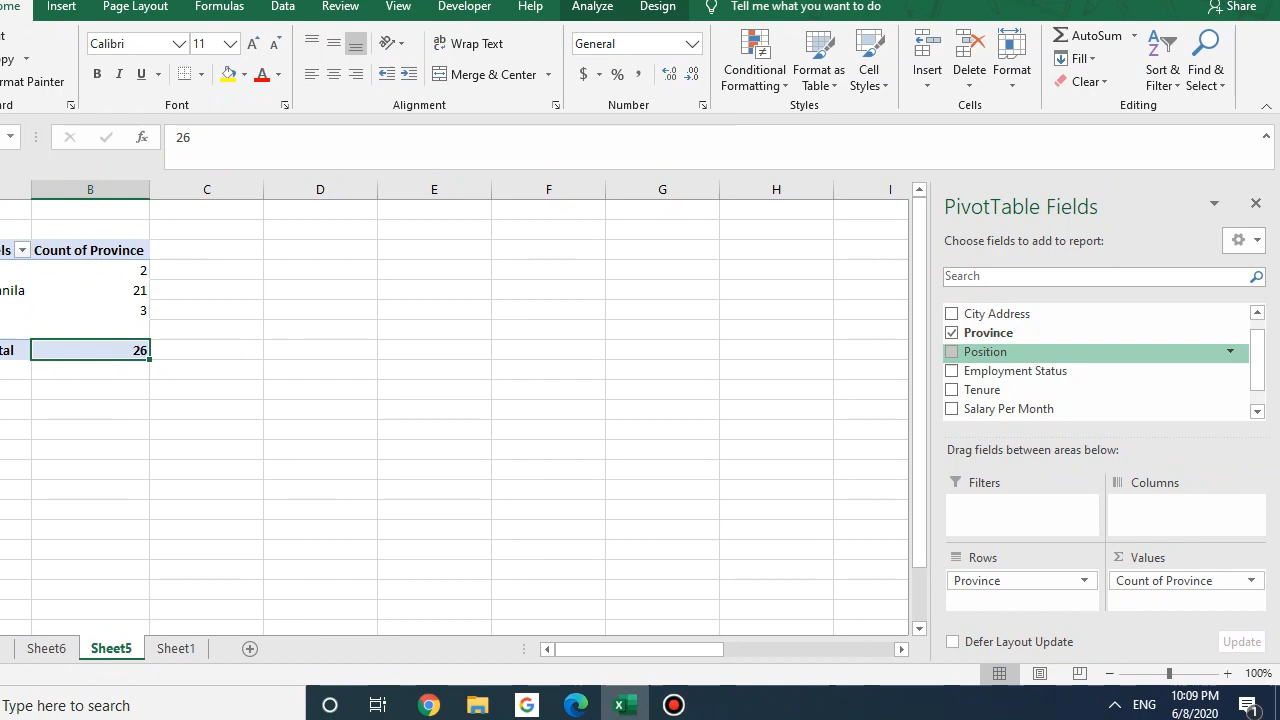 ome Insert Page Layout Formulas Data Review View Developer Help Analyze Design Tell me what you want to do Share
Calibri 11 Wrap Text General AutoSum
B I U Merge & Center $ % , Conditional Formatting Format as Table Cell Styles Insert Delete Format Fill Clear Sort & Filter Find & Select
ormat Painter
Font Alignment Number Styles Cells Editing
fx 26
B C D E F G H I
els Count of Province
2
nila 21
3
tal 26
PivotTable Fields
Choose fields to add to report:
Search
City Address
Province
Position
Employment Status
Tenure
Salary Per Month
Drag fields between areas below:
Filters Columns
Rows Σ Values
Province Count of Province
Defer Layout Update Update
Sheet6 Sheet5 Sheet1
100%
Type here to search
ENG
10:09 PM
6/8/2020
1